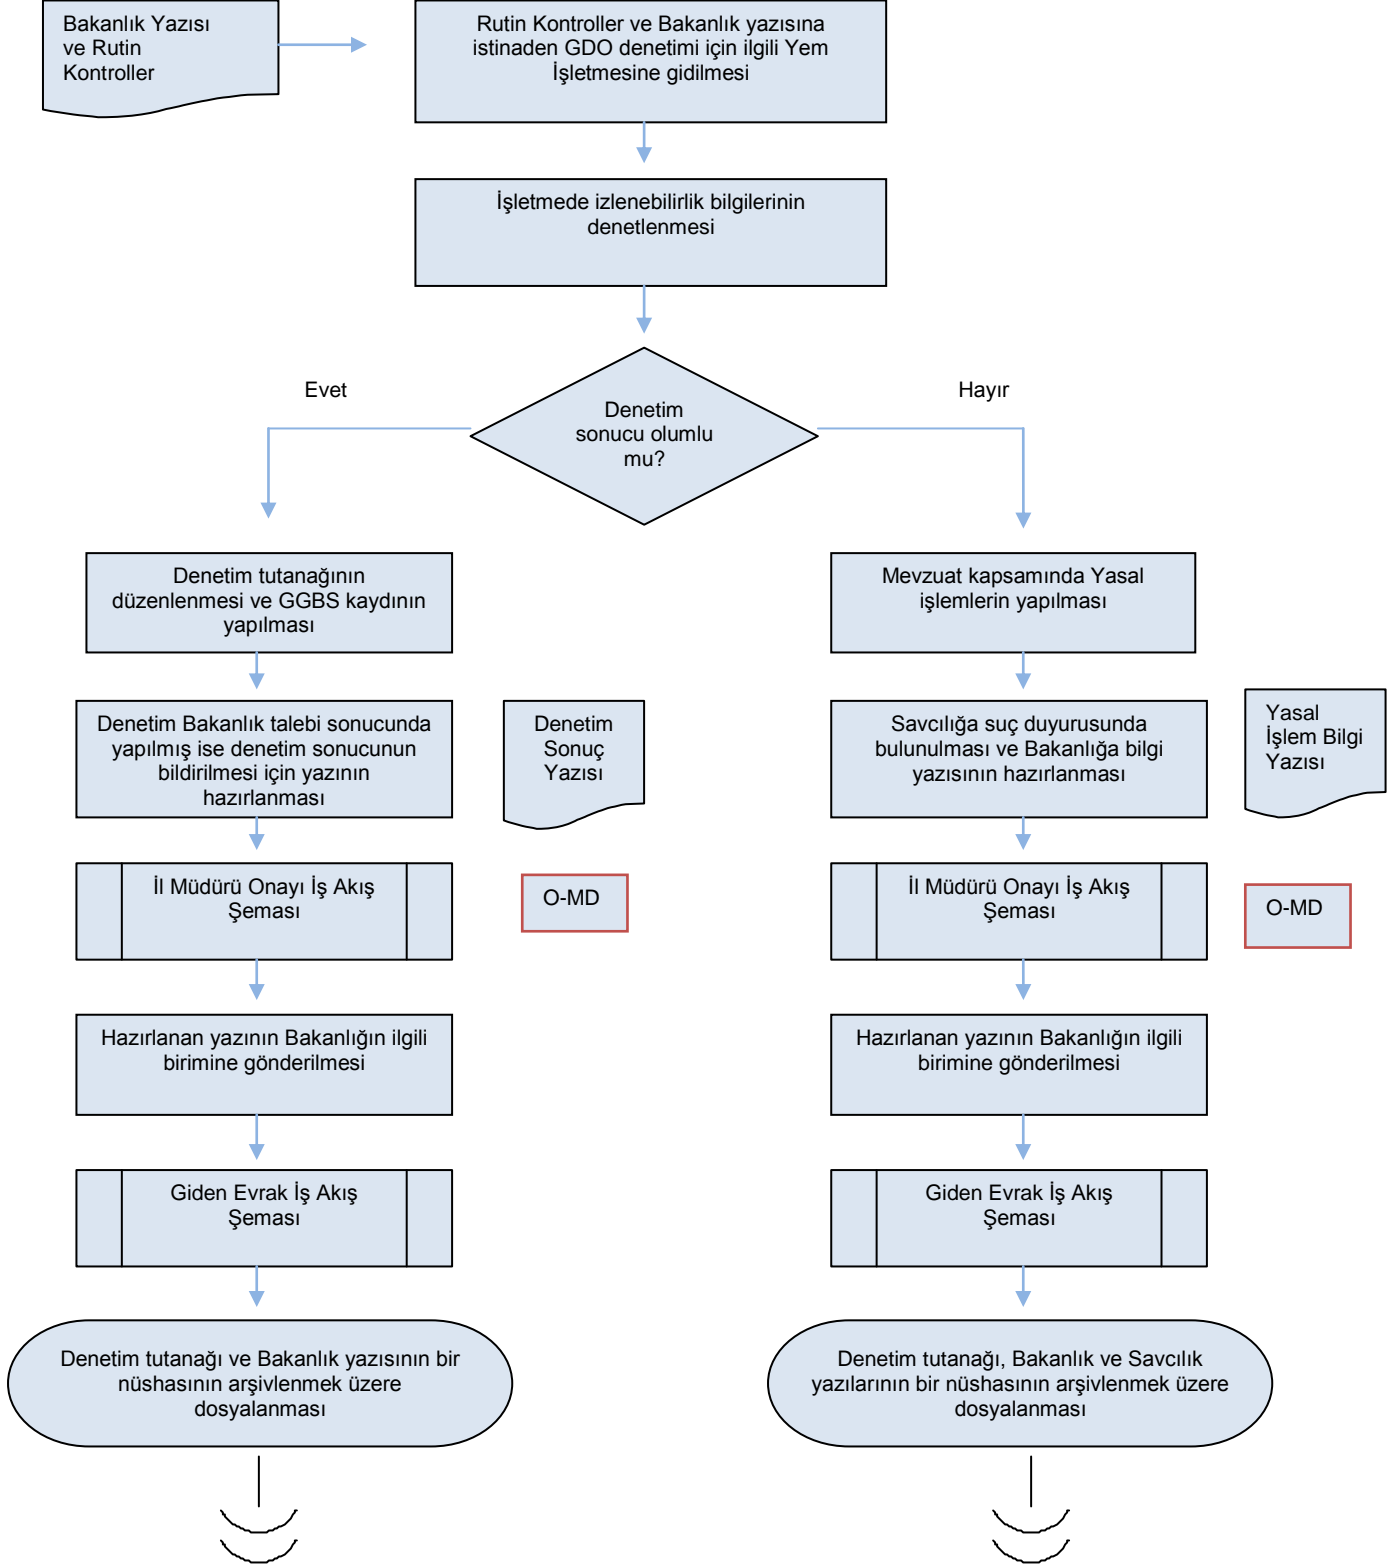 Bakanlık Yazısı
ve Rutin
Kontroller
Rutin Kontroller ve Bakanlık yazısına
istinaden GDO denetimi için ilgili Yem
İşletmesine gidilmesi
İşletmede izlenebilirlik bilgilerinin
denetlenmesi
Evet
Hayır
Denetim
sonucu olumlu
mu?
Denetim tutanağının
düzenlenmesi ve GGBS kaydının
yapılması
Mevzuat kapsamında Yasal
işlemlerin yapılması
Denetim Bakanlık talebi sonucunda
yapılmış ise denetim sonucunun
bildirilmesi için yazının
hazırlanması
Denetim
Sonuç
Yazısı
Savcılığa suç duyurusunda
bulunulması ve Bakanlığa bilgi
yazısının hazırlanması
Yasal
İşlem Bilgi
Yazısı
İl Müdürü Onayı İş Akış
Şeması
O-MD
İl Müdürü Onayı İş Akış
Şeması
O-MD
Hazırlanan yazının Bakanlığın ilgili
birimine gönderilmesi
Hazırlanan yazının Bakanlığın ilgili
birimine gönderilmesi
Giden Evrak İş Akış
Şeması
Giden Evrak İş Akış
Şeması
Denetim tutanağı ve Bakanlık yazısının bir
nüshasının arşivlenmek üzere
dosyalanması
Denetim tutanağı, Bakanlık ve Savcılık
yazılarının bir nüshasının arşivlenmek üzere
dosyalanması